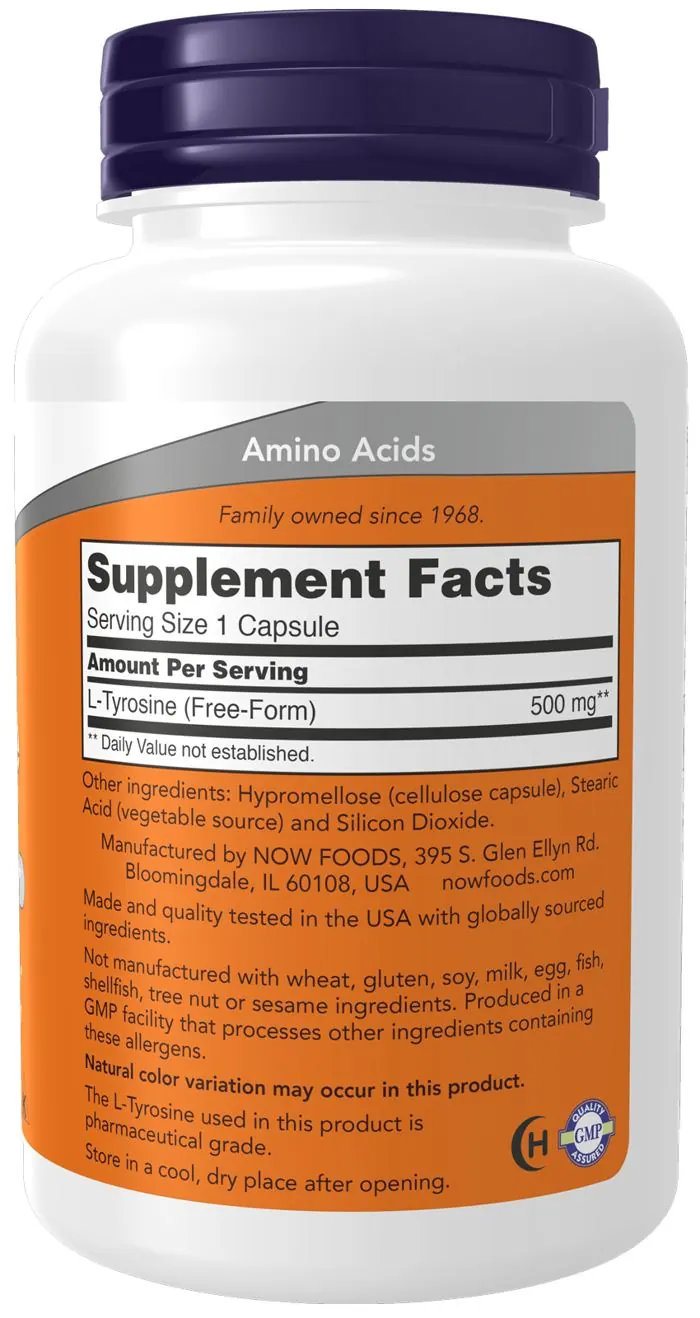 Amino Acids
Family owned since 1968.
Supplement Facts
Serving Size 1 Capsule
Amount Per Serving
L-Tyrosine (Free-Form) 500 mg**
** Daily Value not established.
Other ingredients: Hypromellose (cellulose capsule), Stearic
Acid (vegetable source) and Silicon Dioxide.
Manufactured by NOW FOODS, 395 S. Glen Ellyn Rd.
Bloomingdale, IL 60108, USA nowfoods.com
Made and quality tested in the USA with globally sourced
ingredients.
Not manufactured with wheat, gluten, soy, milk, egg, fish,
shellfish, tree nut or sesame ingredients. Produced in a
GMP facility that processes other ingredients containing
these allergens.
Natural color variation may occur in this product.
The L-Tyrosine used in this product is
pharmaceutical grade.
Store in a cool, dry place after opening.
H
QUALITY
GMP
ASSURED